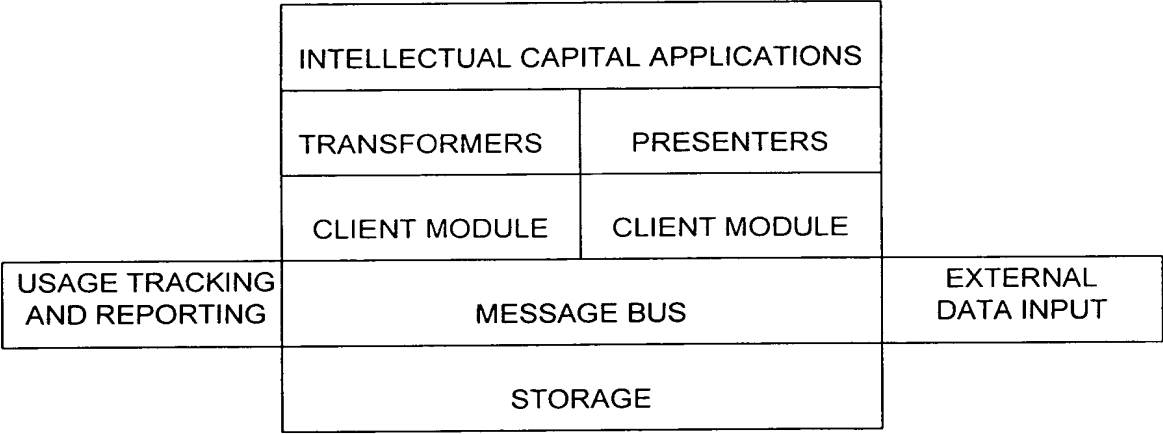 INTELLECTUAL CAPITAL APPLICATIONS
TRANSFORMERS
PRESENTERS
CLIENT MODULE
CLIENT MODULE
USAGE TRACKING
AND REPORTING
MESSAGE BUS
EXTERNAL
DATA INPUT
STORAGE